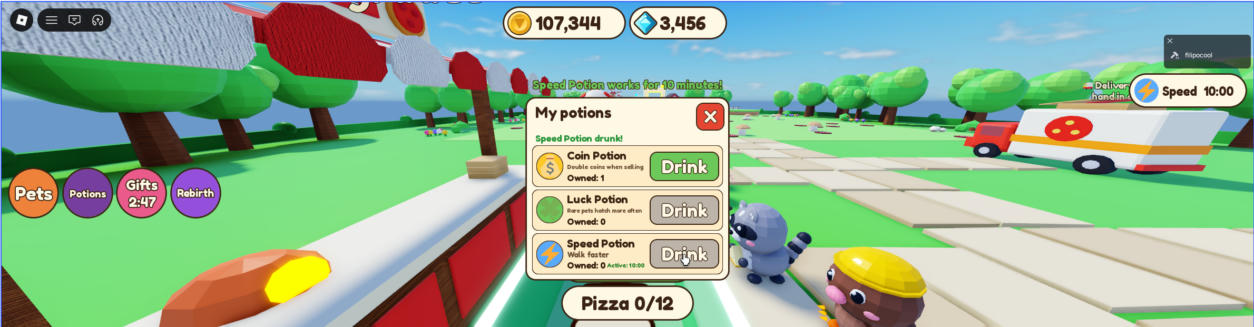 107,344
3,456
filipocool
Speed Potion works for 10 minutes!
Deliver
hand in
Speed 10:00
My potions
Speed Potion drunk!
Coin Potion
Double coins when selling
Owned: 1
Drink
Luck Potion
Rare pets hatch more often
Owned: 0
Drink
Speed Potion
Walk faster
Owned: 0 Active: 10:00
Drink
Pets
Potions
Gifts
2:47
Rebirth
Pizza 0/12